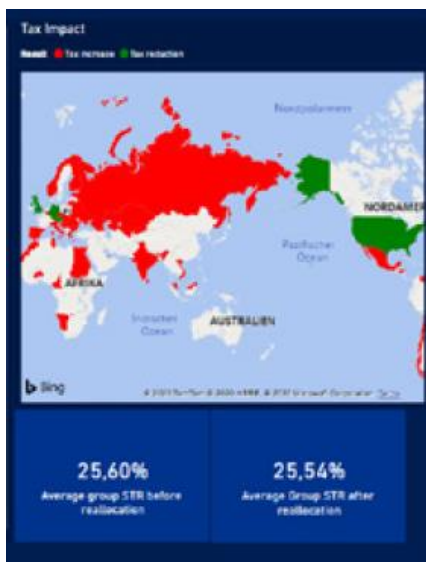 Tax Impact
Result Tax increase Tax reduction
Nordpolarmeer
NORDAMER
Pazifischer
Ozean
AFRIKA
Indischer
Ozean
AUSTRALIEN
Bing
25,60%
25,54%
Average group STR before
Average Group STR after
reallocation
reallocation